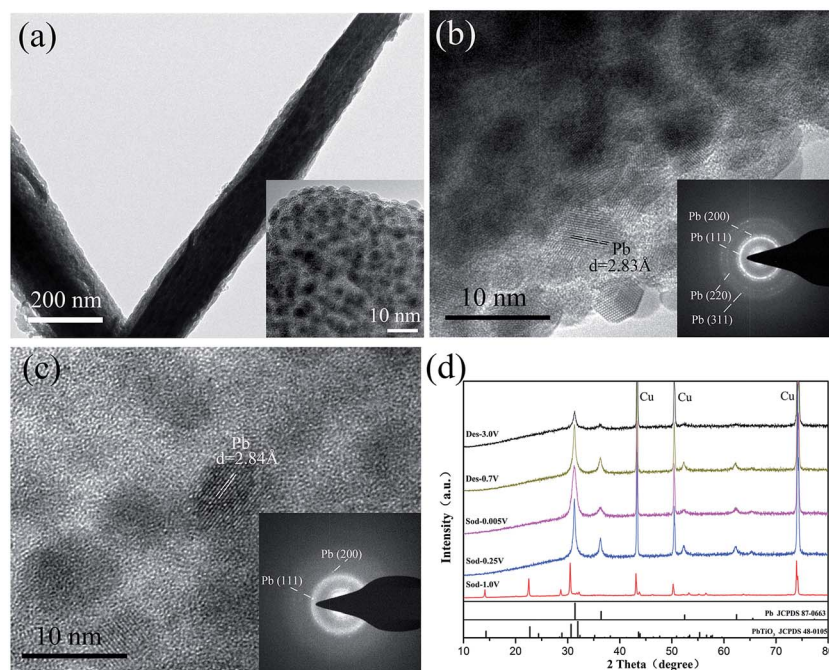 (a)
200 nm
10 nm
(b)
Pb
d=2.83Å
10 nm
Pb (200)
Pb (111)
Pb (220)
Pb (311)
(c)
Pb
d=2.84Å
10 nm
Pb (200)
Pb (111)
(d)
Cu
Cu
Cu
Des-3.0V
Des-0.7V
Sod-0.005V
Sod-0.25V
Sod-1.0V
Pb JCPDS 87-0663
PbTiO3 JCPDS 48-0105
Intensity (a.u.)
10 20 30 40 50 60 70 80
2 Theta (degree)